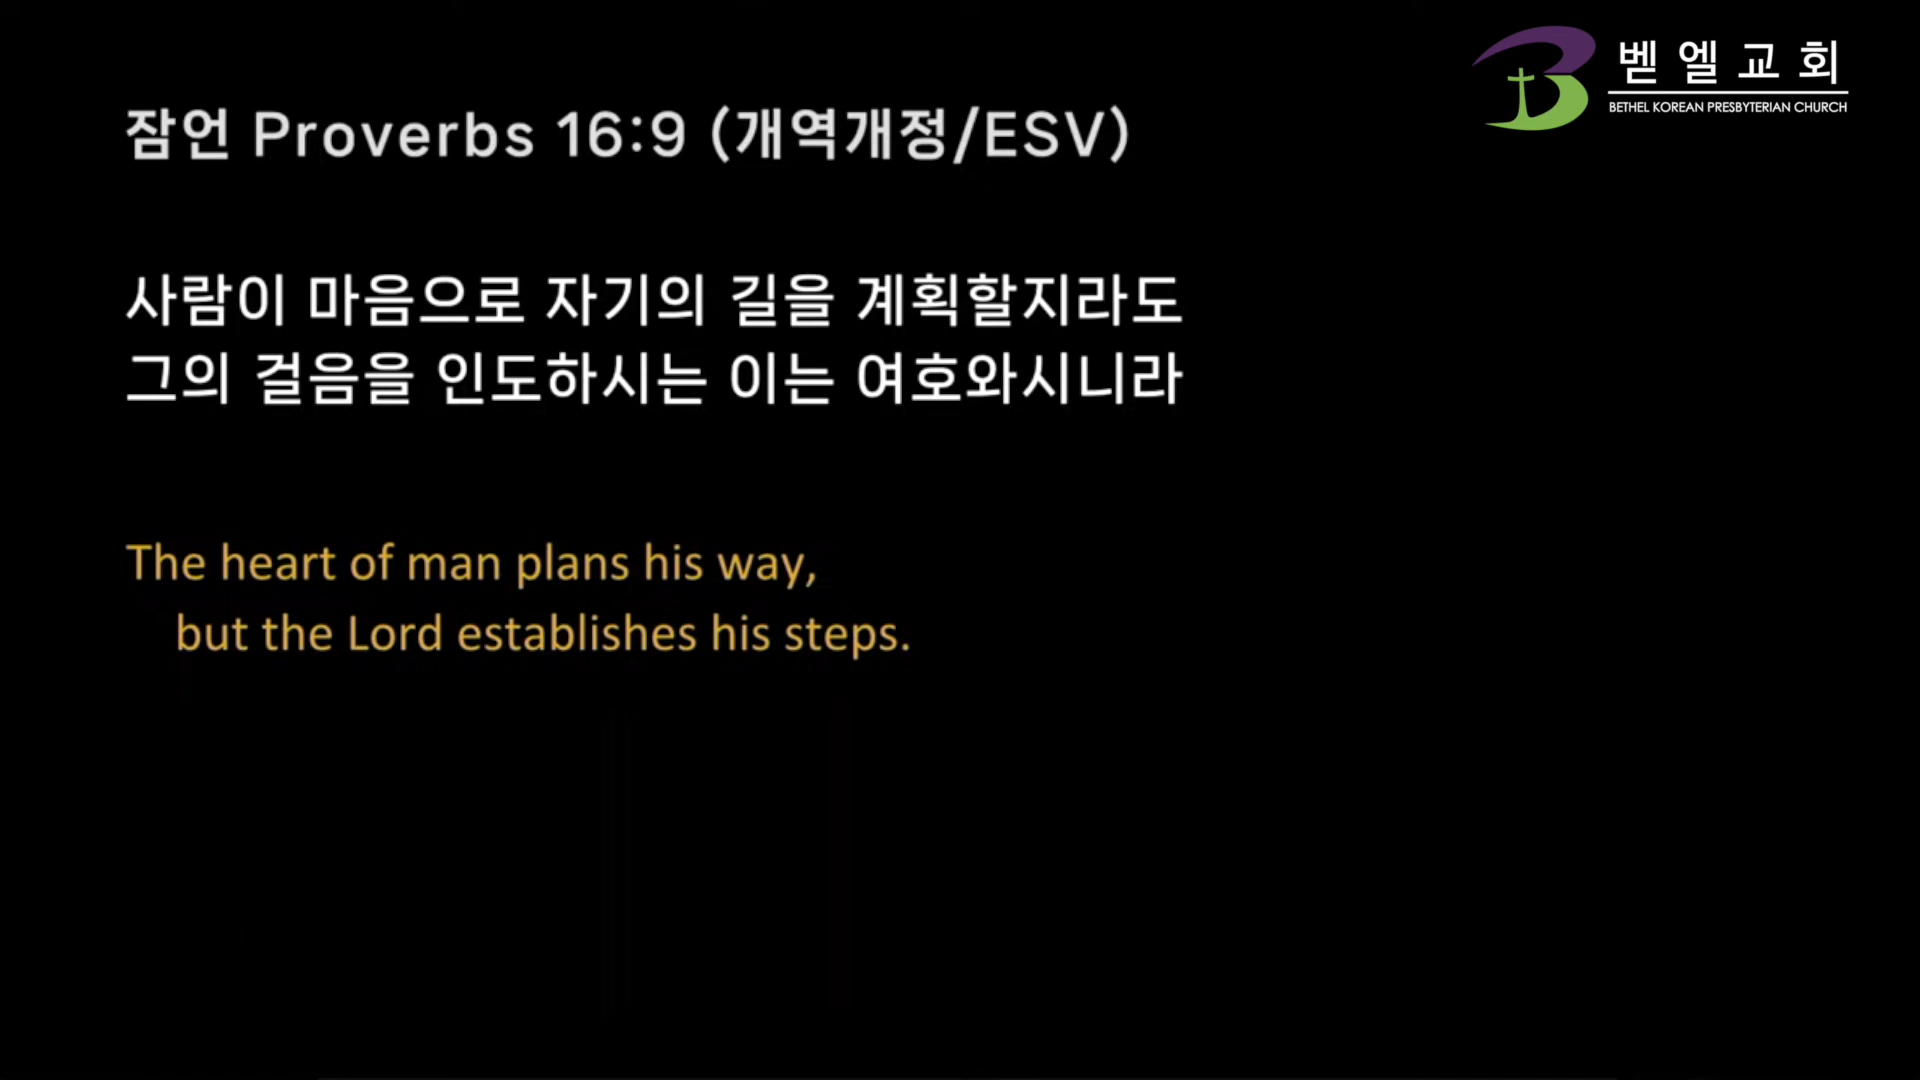 벧엘교회
BETHEL KOREAN PRESBYTERIAN CHURCH
잠언 Proverbs 16:9 (개역개정/ESV)
사람이 마음으로 자기의 길을 계획할지라도
그의 걸음을 인도하시는 이는 여호와시니라
The heart of man plans his way,
but the Lord establishes his steps.